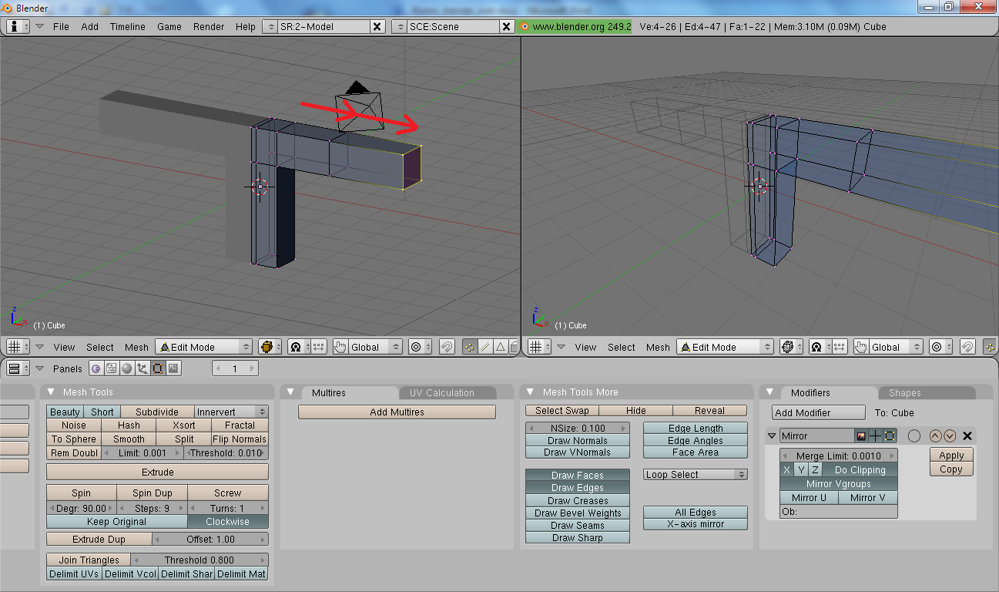 Blender
File Add Timeline Game Render Help SR:2-Model SCE:Scene www.blender.org 249.2 Ve:4-26 | Ed:4-47 | Fa:1-22 | Mem:3.10M (0.09M) Cube
z x (1) Cube
z x (1) Cube
View Select Mesh Edit Mode Global
View Select Mesh Edit Mode Global
Panels 1
Mesh Tools
Beauty Short Subdivide Innervert
Noise Hash Xsort Fractal
To Sphere Smooth Split Flip Normals
Rem Doubl Limit: 0.001 Threshold: 0.010
Extrude
Spin Spin Dup Screw
Degr: 90.00 Steps: 9 Turns: 1
Keep Original Clockwise
Extrude Dup Offset: 1.00
Join Triangles Threshold 0.800
Delimit UVs Delimit Vcol Delimit Shar Delimit Mat
Multires UV Calculation
Add Multires
Mesh Tools More
Select Swap Hide Reveal
NSize: 0.100 Edge Length
Draw Normals Edge Angles
Draw VNormals Face Area
Draw Faces Loop Select
Draw Edges
Draw Creases
Draw Bevel Weights All Edges
Draw Seams X-axis mirror
Draw Sharp
Modifiers Shapes
Add Modifier To: Cube
Mirror
Merge Limit: 0.0010 Apply
X Y Z Do Clipping Copy
Mirror Vgroups
Mirror U Mirror V
Ob: